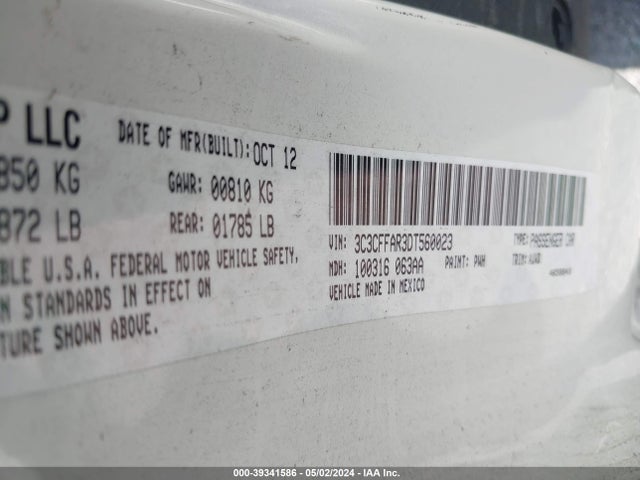 P LLC
DATE OF MFR(BUILT): OCT 12
850 KG
GAWR: 00810 KG
872 LB
REAR: 01785 LB
BLE U.S.A. FEDERAL MOTOR VEHICLE SAFETY,
N STANDARDS IN EFFECT ON
TURE SHOWN ABOVE.
VIN: 3C3CFFAR3DT560023
TYPE: PASSENGER CAR
MDH: 100316 063AA
PAINT: PWH
TRIM:
VEHICLE MADE IN MEXICO
000-39341586 - 05/02/2024 - IAA Inc.